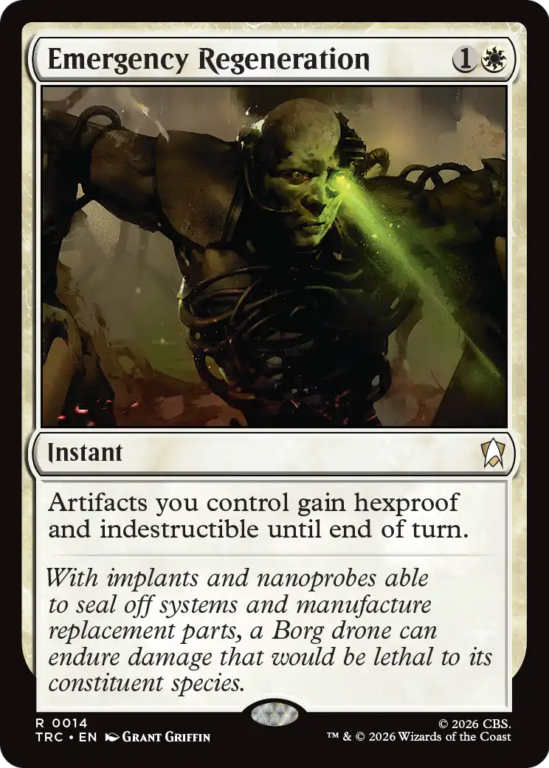 Emergency Regeneration 1
Instant
Artifacts you control gain hexproof
and indestructible until end of turn.
With implants and nanoprobes able
to seal off systems and manufacture
replacement parts, a Borg drone can
endure damage that would be lethal to its
constituent species.
R 0014 © 2026 CBS.
TRC • EN GRANT GRIFFIN ™ & © 2026 Wizards of the Coast